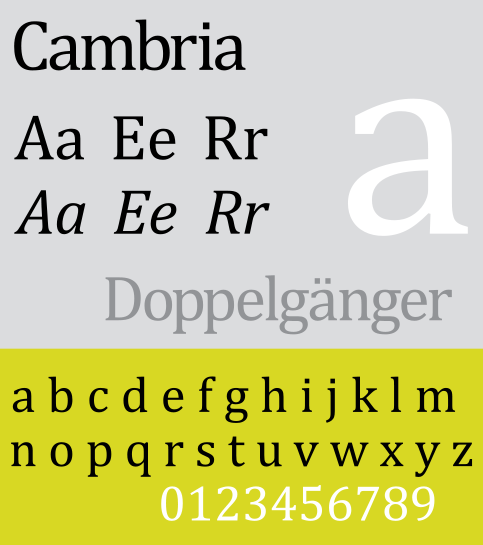 Cambria
Aa Ee Rr
a
Aa Ee Rr
Doppelgänger
a b c d e f g h i j k l m
n o p q r s t u v w x y z
0123456789